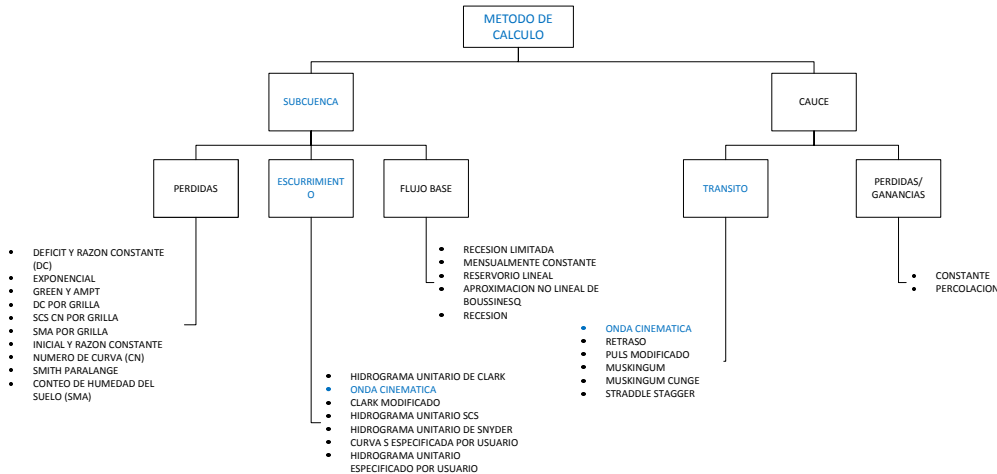 METODO DE
CALCULO
SUBCUENCA
CAUCE
PERDIDAS
ESCURRIMIENT
O
FLUJO BASE
TRANSITO
PERDIDAS/
GANANCIAS
• DEFICIT Y RAZON CONSTANTE
(DC)
• EXPONENCIAL
• GREEN Y AMPT
• DC POR GRILLA
• SCS CN POR GRILLA
• SMA POR GRILLA
• INICIAL Y RAZON CONSTANTE
• NUMERO DE CURVA (CN)
• SMITH PARALANGE
• CONTEO DE HUMEDAD DEL
SUELO (SMA)
• HIDROGRAMA UNITARIO DE CLARK
• ONDA CINEMATICA
• CLARK MODIFICADO
• HIDROGRAMA UNITARIO SCS
• HIDROGRAMA UNITARIO DE SNYDER
• CURVA S ESPECIFICADA POR USUARIO
• HIDROGRAMA UNITARIO
ESPECIFICADO POR USUARIO
• RECESION LIMITADA
• MENSUALMENTE CONSTANTE
• RESERVORIO LINEAL
• APROXIMACION NO LINEAL DE
BOUSSINESQ
• RECESION
• ONDA CINEMATICA
• RETRASO
• PULS MODIFICADO
• MUSKINGUM
• MUSKINGUM CUNGE
• STRADDLE STAGGER
• CONSTANTE
• PERCOLACION